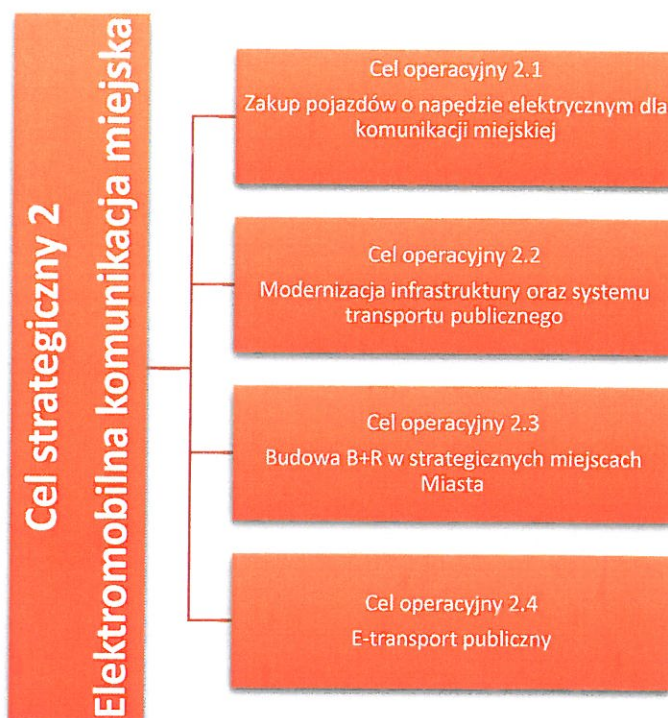 Cel strategiczny 2
Elektromobilna komunikacja miejska
Cel operacyjny 2.1
Zakup pojazdów o napędzie elektrycznym dla
komunikacji miejskiej
Cel operacyjny 2.2
Modernizacja infrastruktury oraz systemu
transportu publicznego
Cel operacyjny 2.3
Budowa B+R w strategicznych miejscach
Miasta
Cel operacyjny 2.4
E-transport publiczny